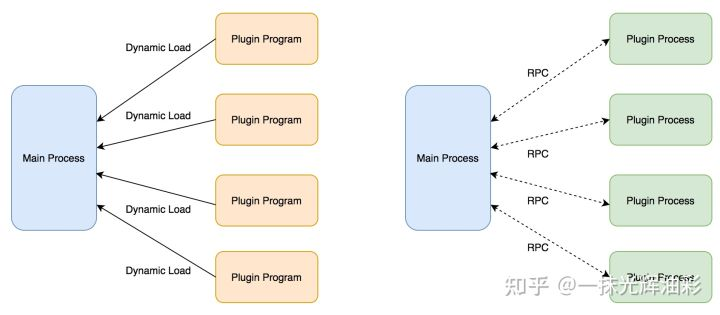 Plugin Program
Dynamic Load
Dynamic Load
Plugin Program
Main Process
Dynamic Load
Plugin Program
Dynamic Load
Plugin Program
Plugin Process
RPC
RPC
Plugin Process
Main Process
RPC
Plugin Process
RPC
Plugin Process
知乎 @一抹光库油彩